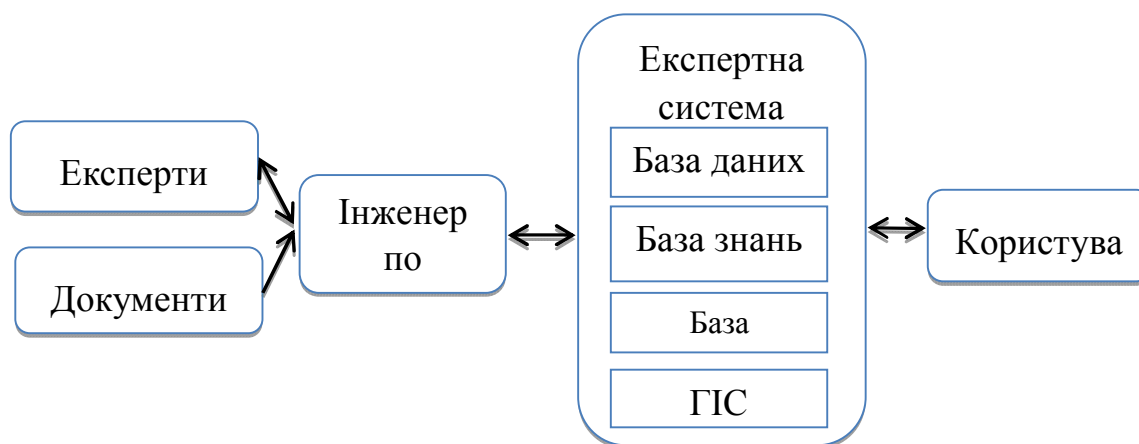 Експертна
система
Експерти
База даних
Інженер
по
База знань
Користува
Документи
База
ГІС